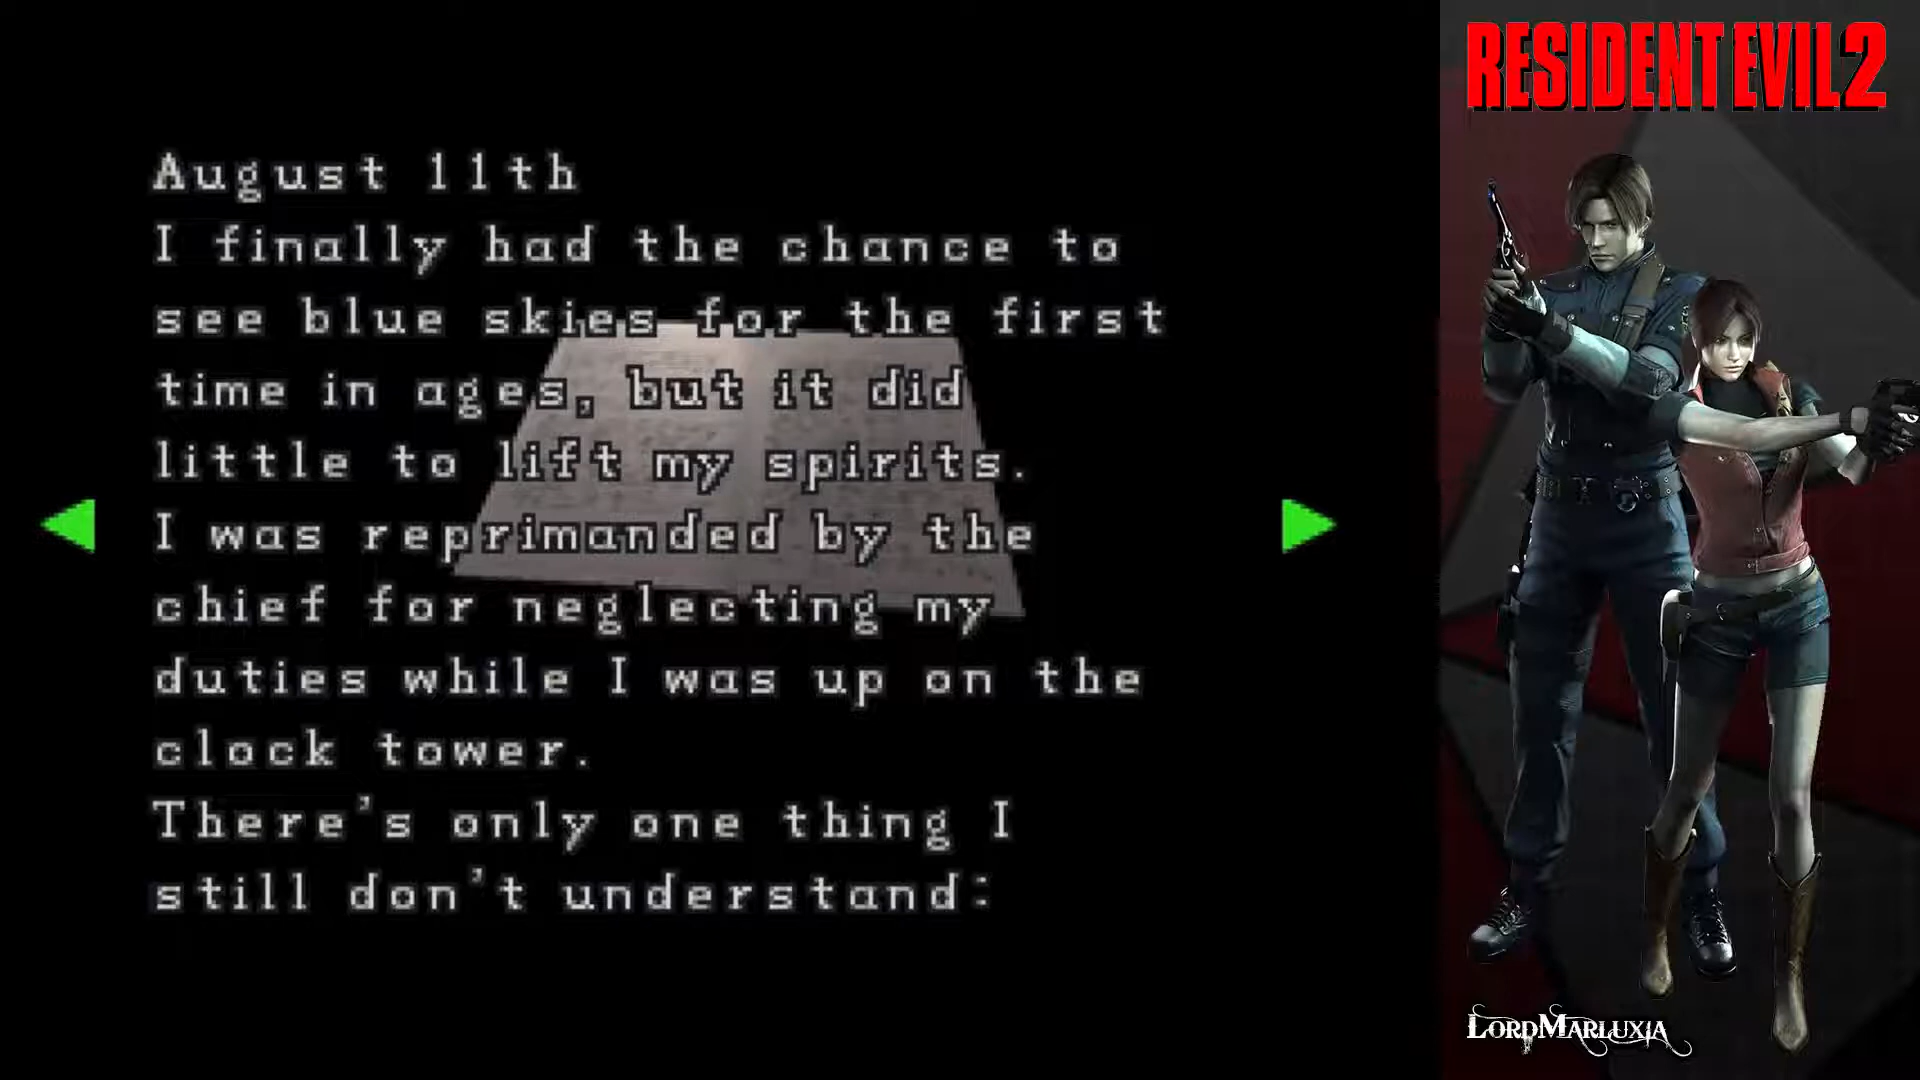 August 11th
I finally had the chance to
see blue skies for the first
time in ages, but it did
little to lift my spirits.
I was reprimanded by the
chief for neglecting my
duties while I was up on the
clock tower.
There's only one thing I
still don't understand:
RESIDENT EVIL 2
LORDMARLUXIA